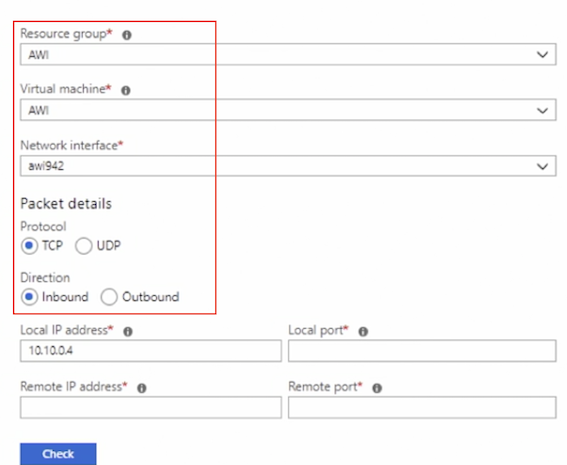 Resource group*
AWI
Virtual machine*
AWI
Network interface*
awi942
Packet details
Protocol
TCP UDP
Direction
Inbound Outbound
Local IP address* Local port*
10.10.0.4
Remote IP address* Remote port*
Check